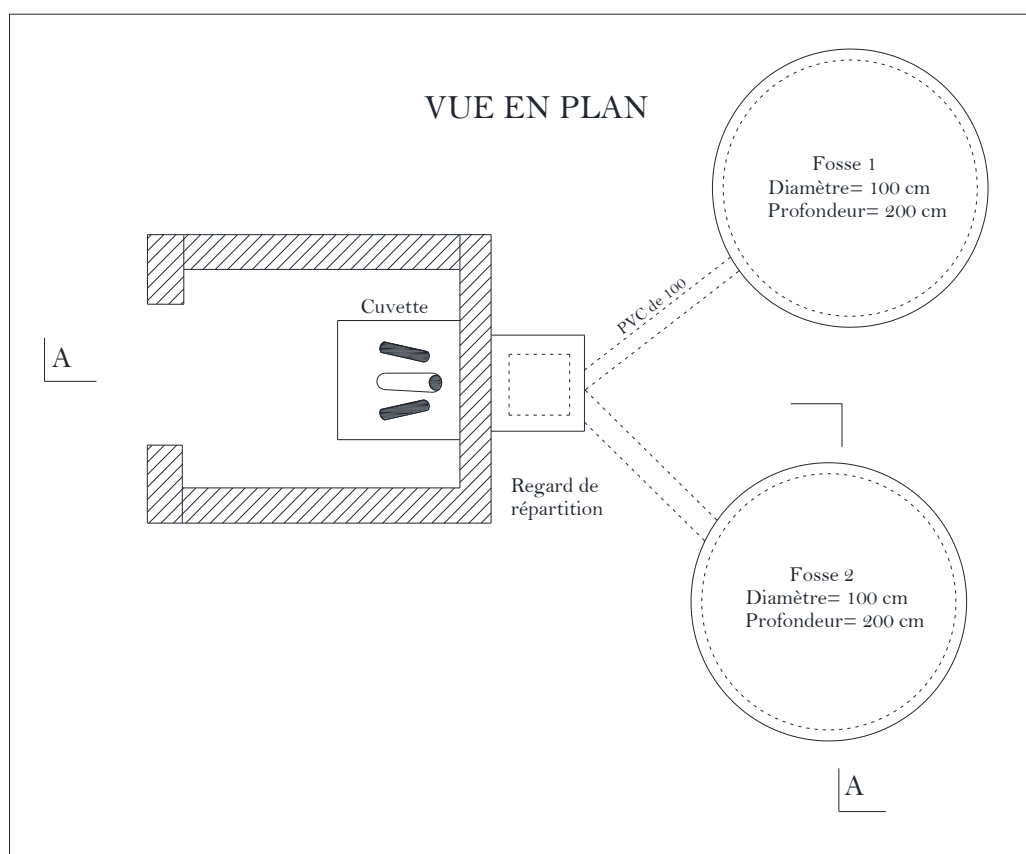 VUE EN PLAN
Fosse 1
Diamètre= 100 cm
Profondeur= 200 cm
PVC de 100
Cuvette
A
Regard de
répartition
Fosse 2
Diamètre= 100 cm
Profondeur= 200 cm
A